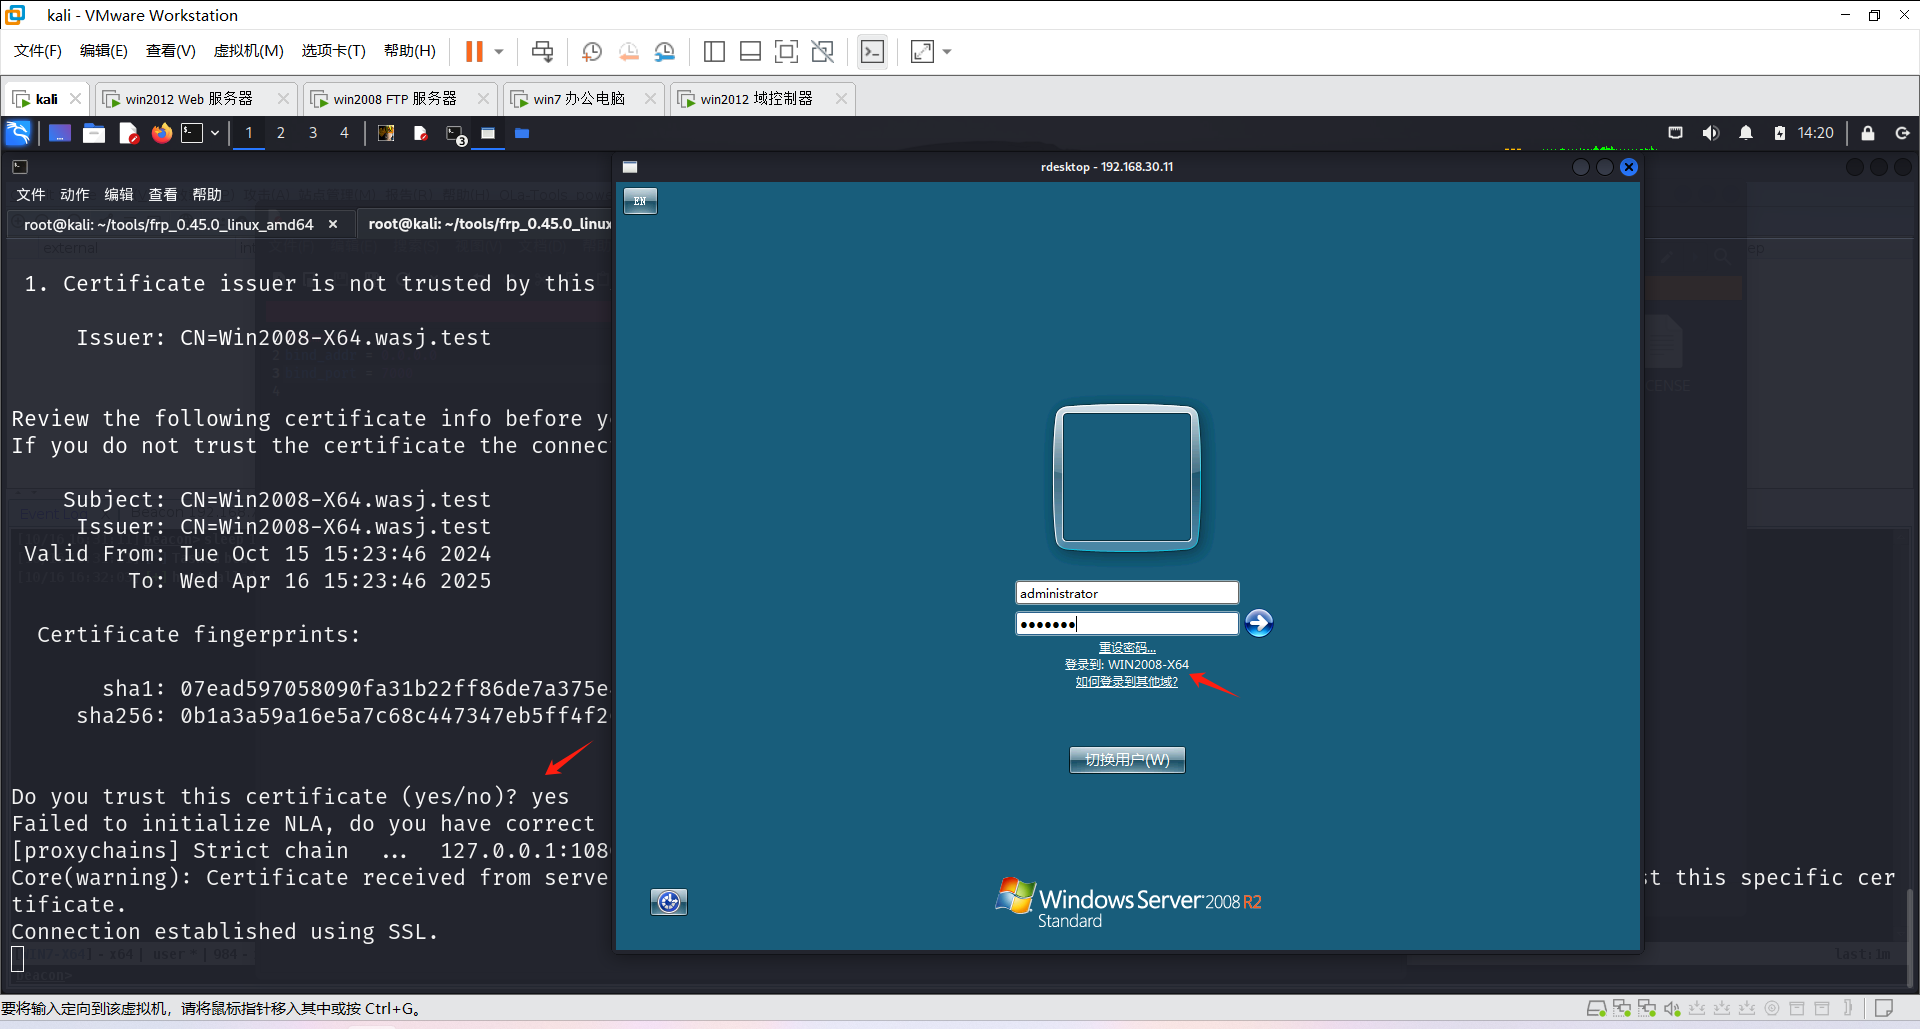 kali - VMware Workstation
文件(F) 编辑(E) 查看(V) 虚拟机(M) 选项卡(T) 帮助(H)
kali win2012 Web 服务器 win2008 FTP 服务器 win7 办公电脑 win2012 域控制器
1 2 3 4 3 14:20
rdesktop - 192.168.30.11
文件 动作 编辑 查看 帮助
EN
root@kali: ~/tools/frp_0.45.0_linux_amd64 root@kali: ~/tools/frp_0.45.0_linux
external
1. Certificate issuer is not trusted by this
Issuer: CN=Win2008-X64.wasj.test
Review the following certificate info before y
If you do not trust the certificate the connec
Subject: CN=Win2008-X64.wasj.test
Issuer: CN=Win2008-X64.wasj.test
Valid From: Tue Oct 15 15:23:46 2024
To: Wed Apr 16 15:23:46 2025
Certificate fingerprints:
sha1: 07ead597058090fa31b22ff86de7a375e
sha256: 0b1a3a59a16e5a7c68c447347eb5ff4f2
Do you trust this certificate (yes/no)? yes
Failed to initialize NLA, do you have correct
[proxychains] Strict chain ... 127.0.0.1:108
Core(warning): Certificate received from serve
st this specific cer
tificate.
Connection established using SSL.
administrator
重设密码...
登录到: WIN2008-X64
如何登录到其他域?
切换用户(W)
Windows Server 2008 R2
Standard
last:1m
beacon>
要将输入定向到该虚拟机，请将鼠标指针移入其中或按 Ctrl+G。